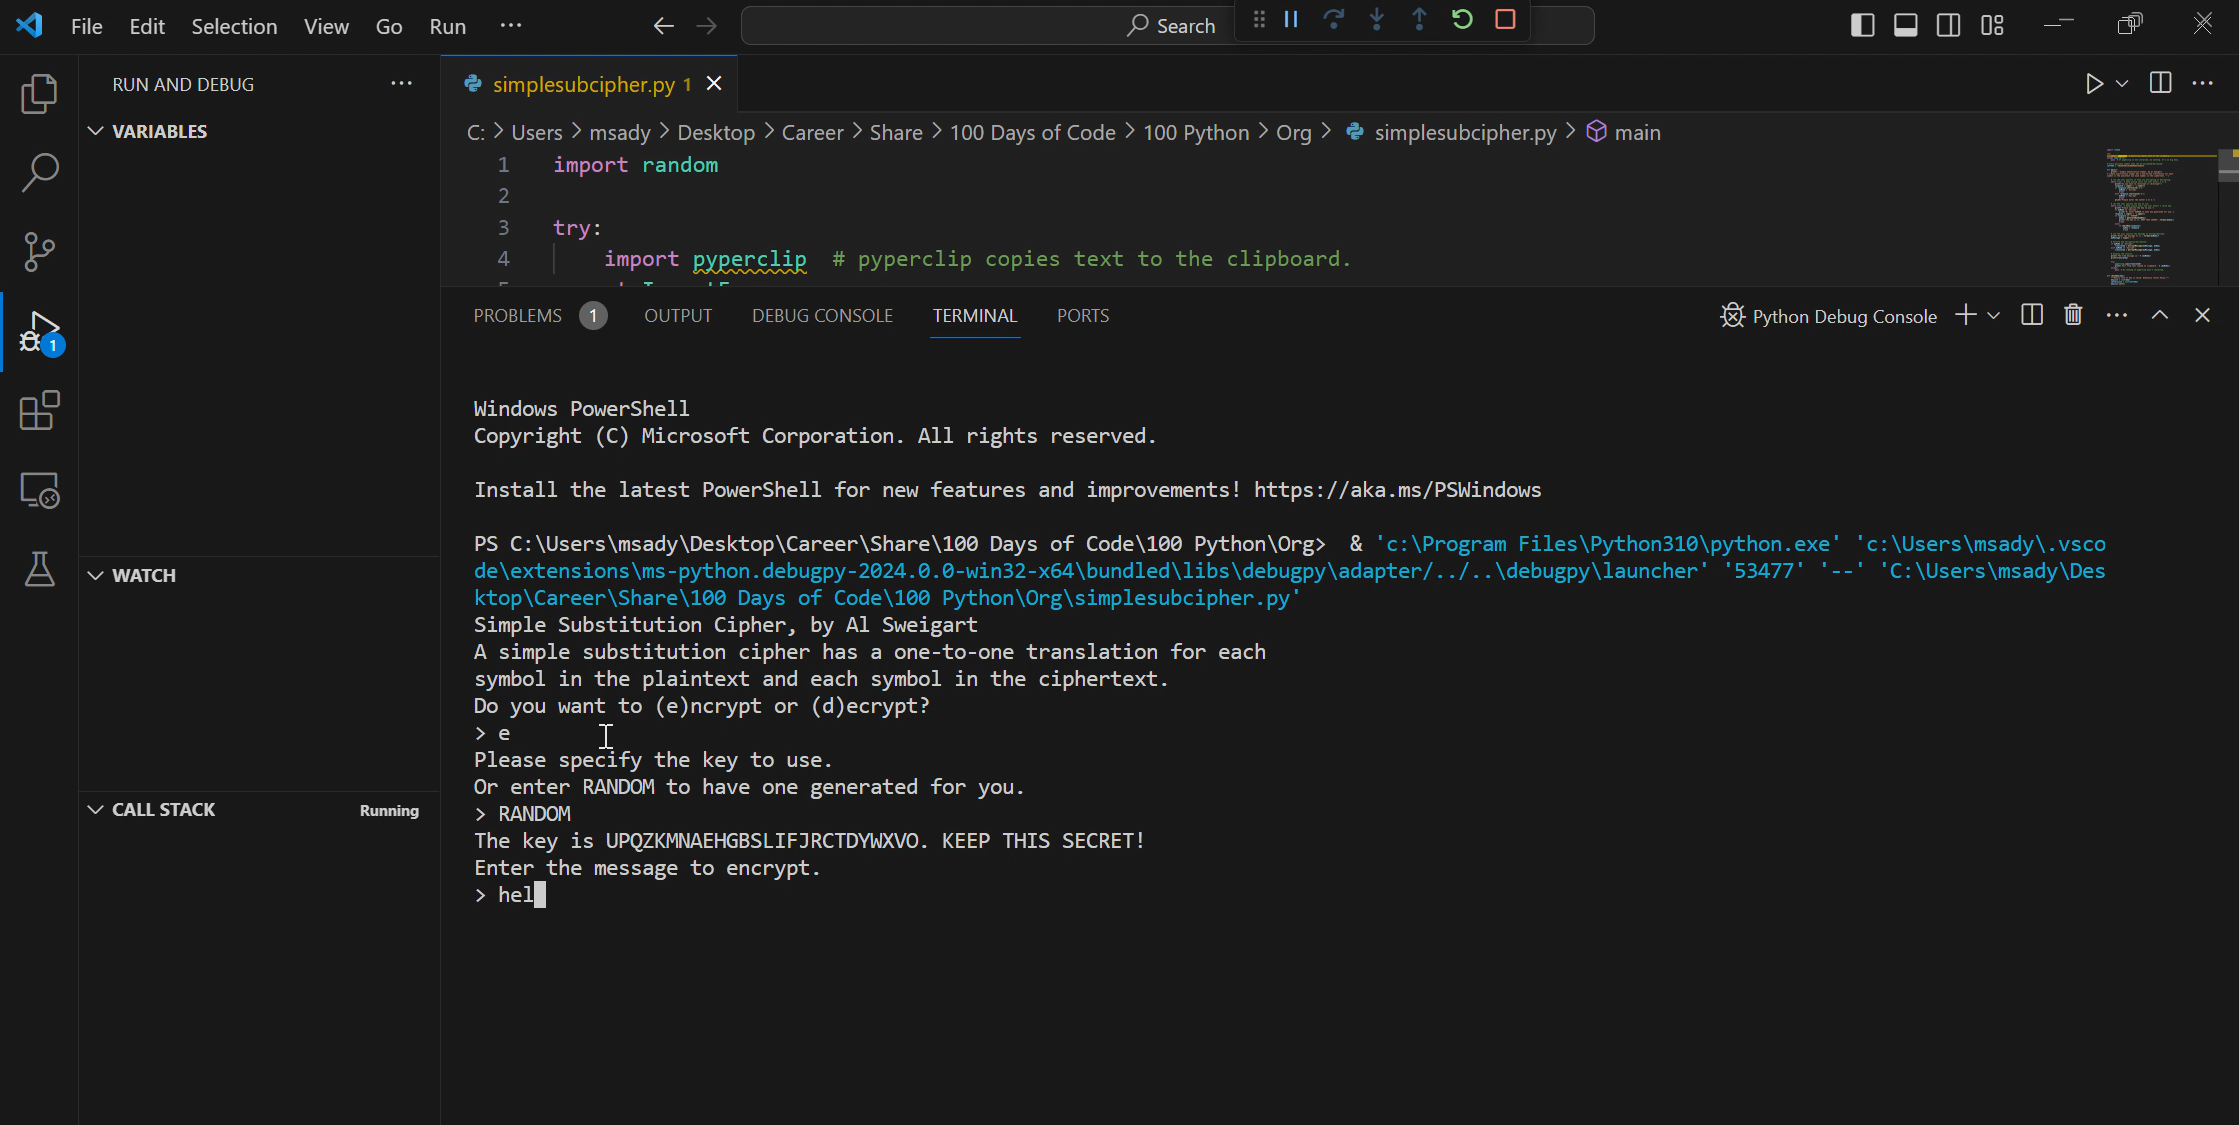 File Edit Selection View Go Run ··· Search
RUN AND DEBUG ···
simplesubcipher.py 1
VARIABLES
C: > Users > msady > Desktop > Career > Share > 100 Days of Code > 100 Python > Org > simplesubcipher.py > main
1 import random
2
3 try:
4 import pyperclip # pyperclip copies text to the clipboard.
PROBLEMS 1 OUTPUT DEBUG CONSOLE TERMINAL PORTS Python Debug Console
1
Windows PowerShell
Copyright (C) Microsoft Corporation. All rights reserved.
Install the latest PowerShell for new features and improvements! https://aka.ms/PSWindows
PS C:\Users\msady\Desktop\Career\Share\100 Days of Code\100 Python\Org> & 'c:\Program Files\Python310\python.exe' 'c:\Users\msady\.vsco
de\extensions\ms-python.debugpy-2024.0.0-win32-x64\bundled\libs\debugpy\adapter/../..\debugpy\launcher' '53477' '--' 'C:\Users\msady\Des
ktop\Career\Share\100 Days of Code\100 Python\Org\simplesubcipher.py'
Simple Substitution Cipher, by Al Sweigart
A simple substitution cipher has a one-to-one translation for each
symbol in the plaintext and each symbol in the ciphertext.
Do you want to (e)ncrypt or (d)ecrypt?
> e
Please specify the key to use.
Or enter RANDOM to have one generated for you.
> RANDOM
The key is UPQZKMNAEHGBSLIFJRCTDYWXVO. KEEP THIS SECRET!
Enter the message to encrypt.
> hel
WATCH
CALL STACK Running